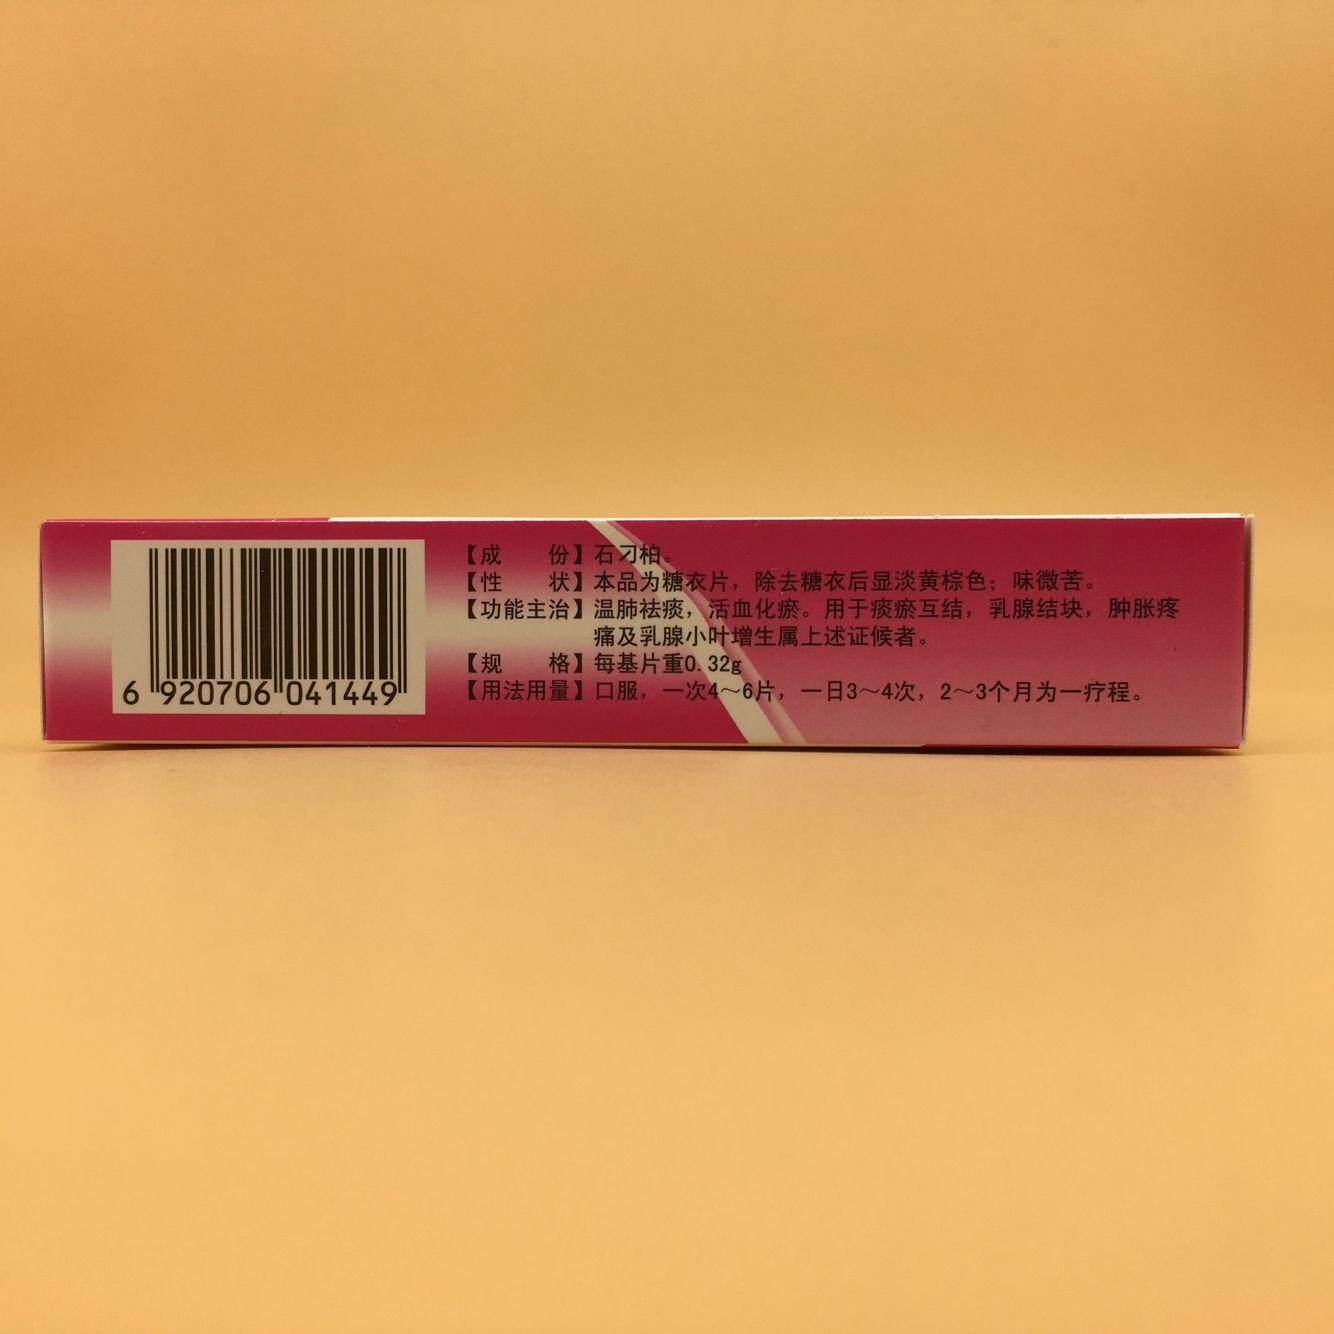 6 920706 041449
【成　　份】石刁柏。
【性　　状】本品为糖衣片，除去糖衣后显淡黄棕色；味微苦。
【功能主治】温肺祛痰，活血化瘀。用于痰瘀互结，乳腺结块，肿胀疼
痛及乳腺小叶增生属上述证候者。
【规　　格】每基片重0.32g
【用法用量】口服，一次4～6片，一日3～4次，2～3个月为一疗程。